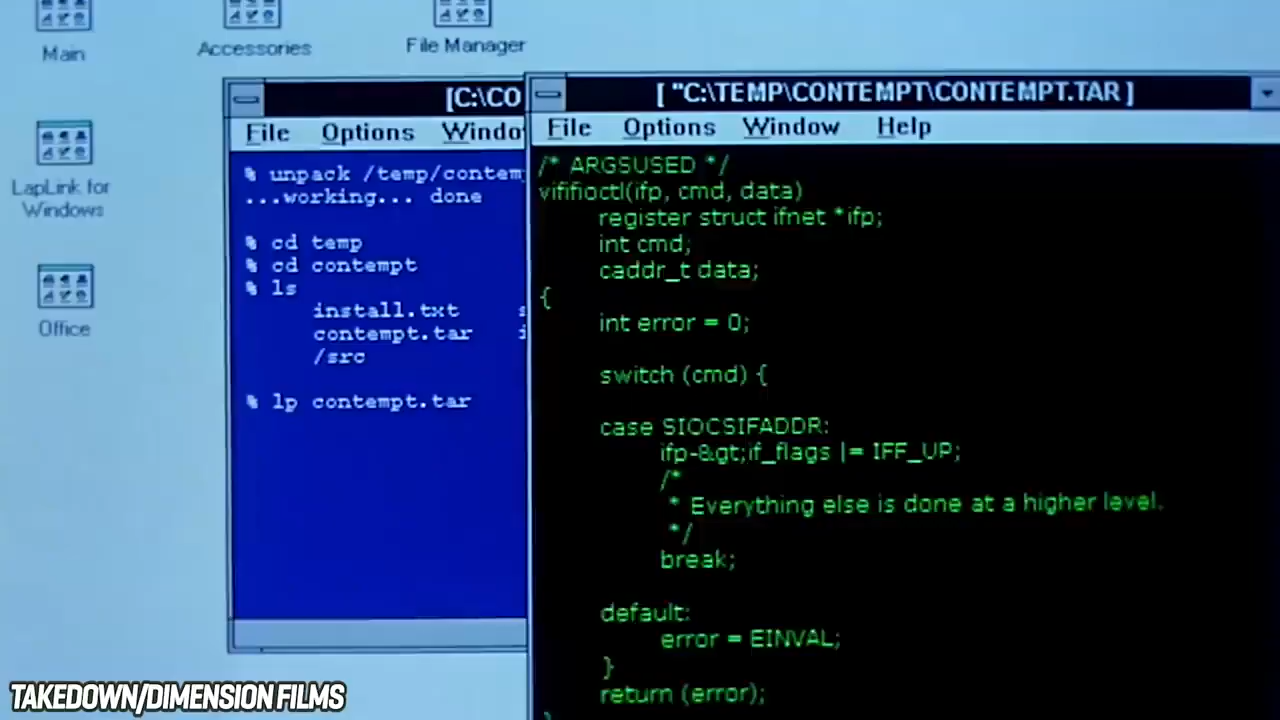 Main
Accessories
File Manager
LapLink for
Windows
Office
[C:\CO
File Options Windo
% unpack /temp/contem
...working... done
% cd temp
% cd contempt
% ls
install.txt s
contempt.tar i
/src
% lp contempt.tar
[ "C:\TEMP\CONTEMPT\CONTEMPT.TAR ]
File Options Window Help
/* ARGSUSED */
vififioctl(ifp, cmd, data)
register struct ifnet *ifp;
int cmd;
caddr_t data;
{
int error = 0;
switch (cmd) {
case SIOCSIFADDR:
ifp-&gt;if_flags |= IFF_UP;
/*
* Everything else is done at a higher level.
*/
break;
default:
error = EINVAL;
}
return (error);
}
TAKEDOWN/DIMENSION FILMS